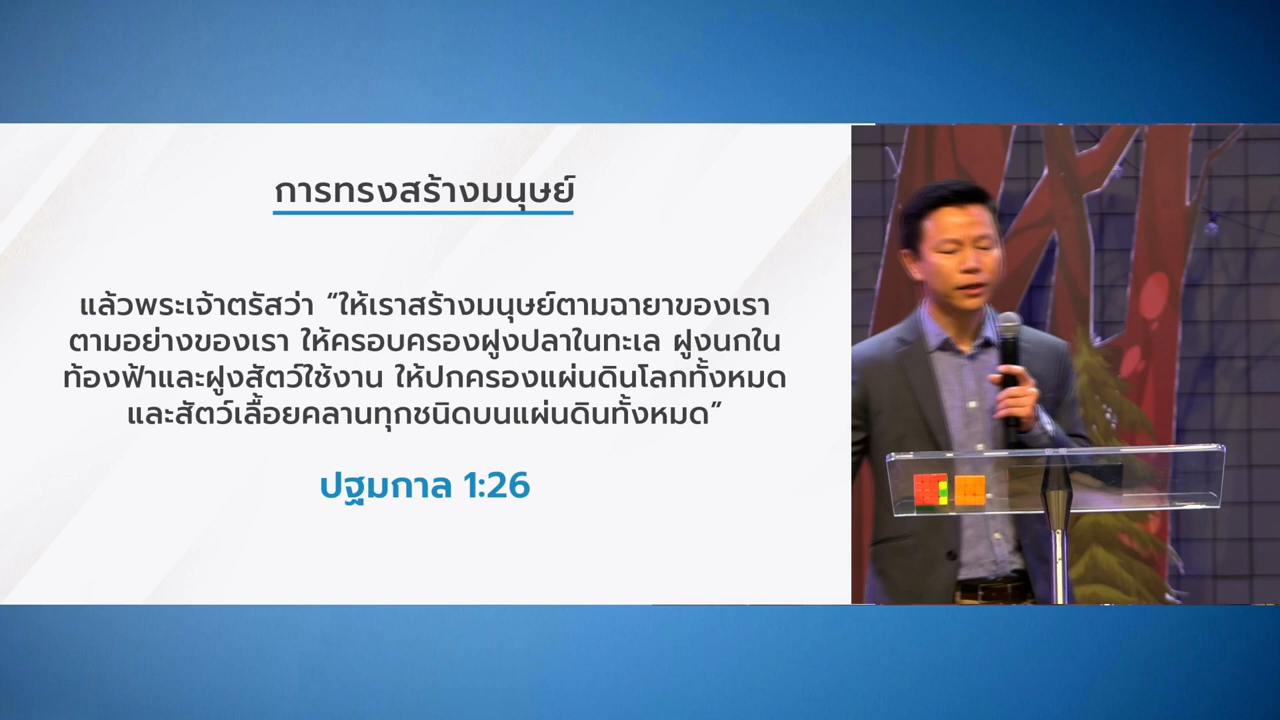 การทรงสร้างมนุษย์
แล้วพระเจ้าตรัสว่า “ให้เราสร้างมนุษย์ตามฉายาของเรา
ตามอย่างของเรา ให้ครอบครองฝูงปลาในทะเล ฝูงนกใน
ท้องฟ้าและฝูงสัตว์ใช้งาน ให้ปกครองแผ่นดินโลกทั้งหมด
และสัตว์เลื้อยคลานทุกชนิดบนแผ่นดินทั้งหมด”
ปฐมกาล 1:26